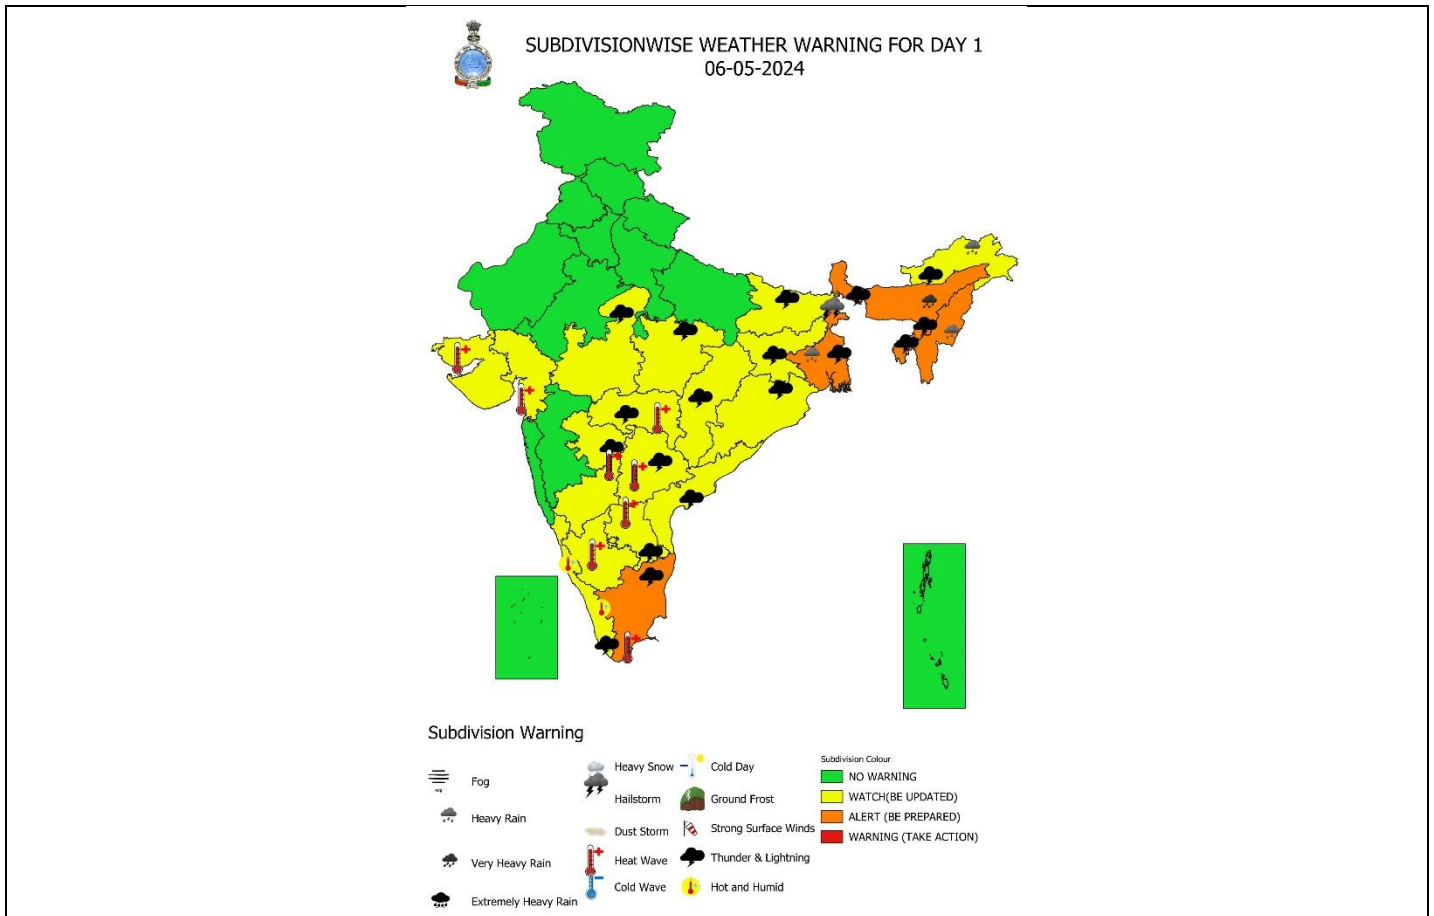 SUBDIVISIONWISE WEATHER WARNING FOR DAY 1
06-05-2024
Subdivision Warning
Fog
Heavy Rain
Very Heavy Rain
Extremely Heavy Rain
Heavy Snow
Hailstorm
Dust Storm
Heat Wave
Cold Wave
Cold Day
Ground Frost
Strong Surface Winds
Thunder & Lightning
Hot and Humid
Subdivision Colour
NO WARNING
WATCH(BE UPDATED)
ALERT (BE PREPARED)
WARNING (TAKE ACTION)